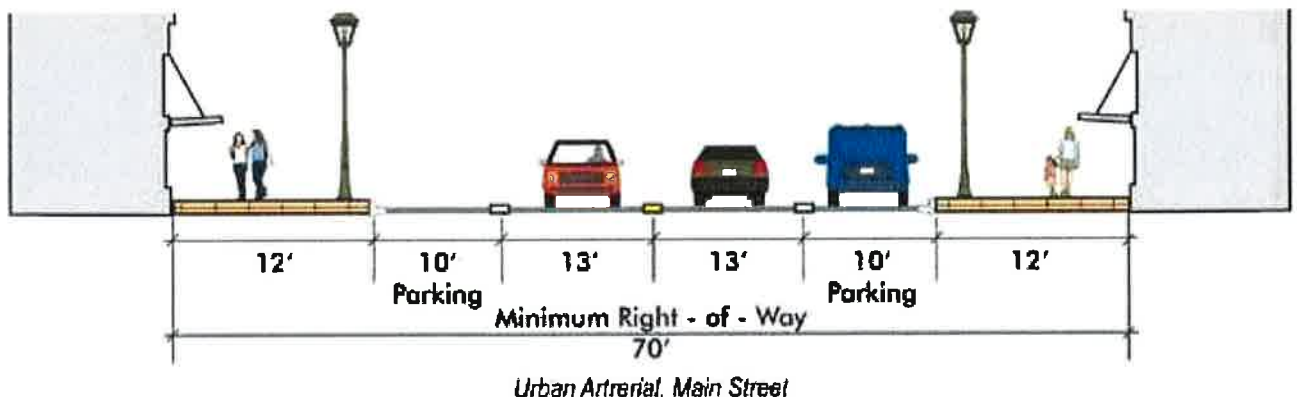 12' 10' 13' 13' 10' 12'
Parking Parking
Minimum Right - of - Way
70'
Urban Artrerial, Main Street